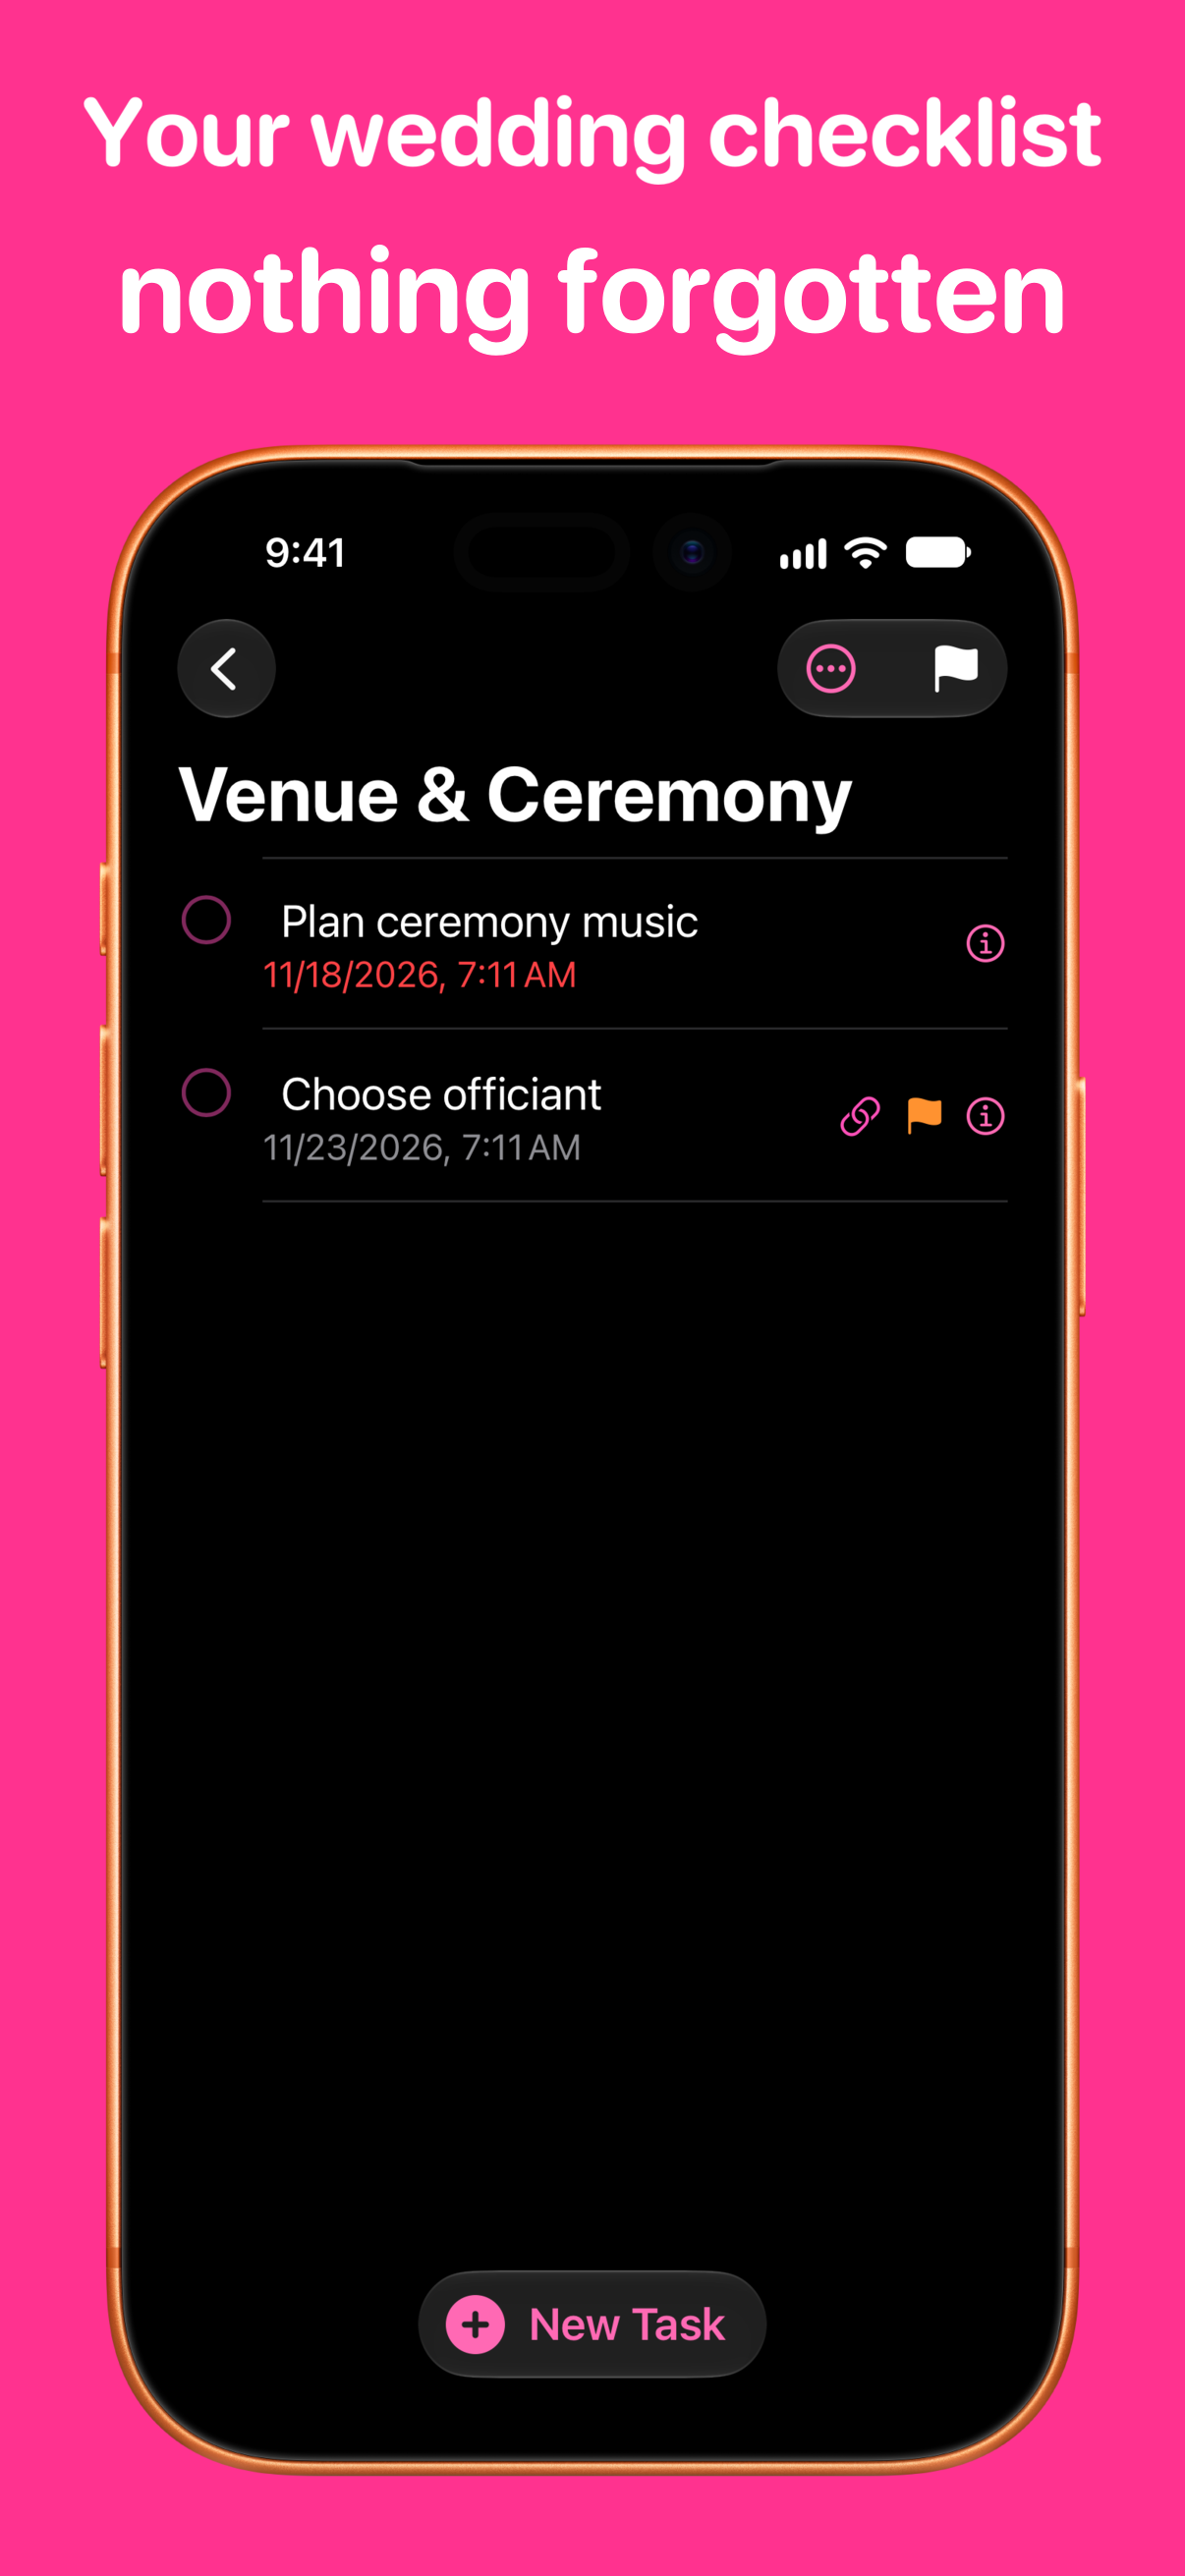 Your wedding checklist
nothing forgotten
9:41
Venue & Ceremony
Plan ceremony music
11/18/2026, 7:11 AM
Choose officiant
11/23/2026, 7:11 AM
New Task